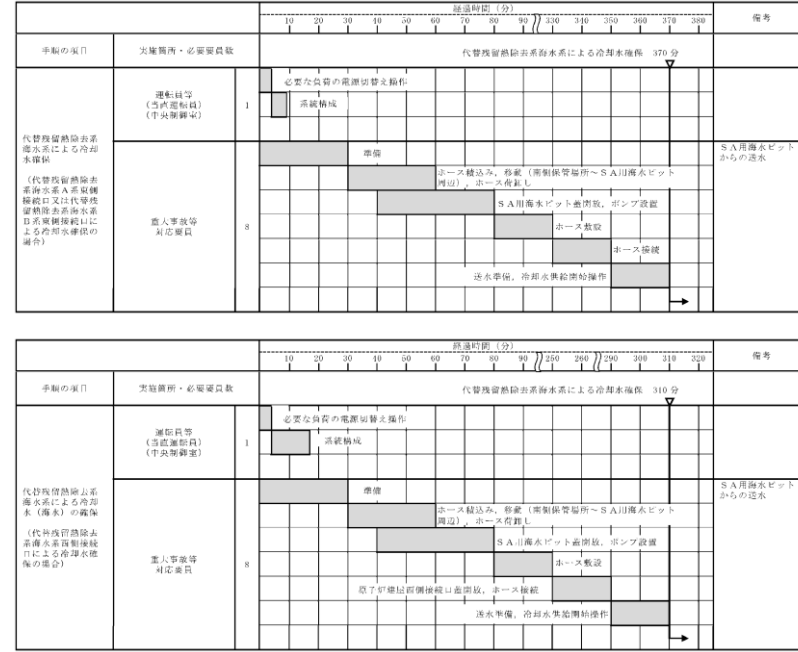 経過時間（分）
備考
10 20 30 40 50 60 70 80 90 330 340 350 360 370 380
手順の項目
実施箇所・必要要員数
代替残留熱除去系海水系による冷却水確保 370 分
代替残留熱除去系
海水系による冷却
水確保
（代替残留熱除去
系海水系Ａ系東側
接続口又は代替残
留熱除去系海水系
Ｂ系東側接続口に
よる冷却水確保の
場合）
運転員等
（当直運転員）
（中央制御室）
1
必要な負荷の電源切替え操作
系統構成
重大事故等
対応要員
8
準備
ホース積込み，移動（南側保管場所～ＳＡ用海水ピット
周辺），ホース荷卸し
ＳＡ用海水ピット蓋開放，ポンプ設置
ホース敷設
ホース接続
送水準備，冷却水供給開始操作
ＳＡ用海水ピット
からの送水
経過時間（分）
備考
10 20 30 40 50 60 70 80 90 250 260 290 300 310 320
手順の項目
実施箇所・必要要員数
代替残留熱除去系海水系による冷却水確保 310 分
代替残留熱除去系
海水系による冷却
水（海水）の確保
（代替残留熱除去
系海水系西側接続
口による冷却水確
保の場合）
運転員等
（当直運転員）
（中央制御室）
1
必要な負荷の電源切替え操作
系統構成
重大事故等
対応要員
8
準備
ホース積込み，移動（南側保管場所～ＳＡ用海水ピット
周辺），ホース荷卸し
ＳＡ用海水ピット蓋開放，ポンプ設置
ホース敷設
原子炉建屋西側接続口蓋開放，ホース接続
送水準備，冷却水供給開始操作
ＳＡ用海水ピット
からの送水